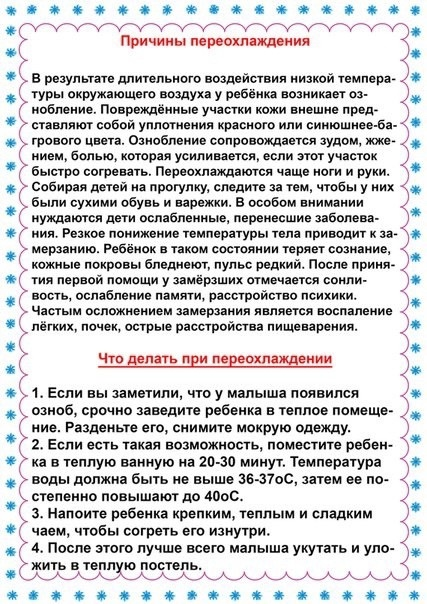 Причины переохлаждения
В результате длительного воздействия низкой темпера-
туры окружающего воздуха у ребёнка возникает оз-
нобление. Повреждённые участки кожи внешне пред-
ставляют собой уплотнения красного или синюшнее-ба-
грового цвета. Ознобление сопровождается зудом, жже-
нием, болью, которая усиливается, если этот участок
быстро согревать. Переохлаждаются чаще ноги и руки.
Собирая детей на прогулку, следите за тем, чтобы у них
были сухими обувь и варежки. В особом внимании
нуждаются дети ослабленные, перенесшие заболева-
ния. Резкое понижение температуры тела приводит к за-
мерзанию. Ребёнок в таком состоянии теряет сознание,
кожные покровы бледнеют, пульс редкий. После приня-
тия первой помощи у замёрзших отмечается сонли-
вость, ослабление памяти, расстройство психики.
Частым осложнением замерзания является воспаление
лёгких, почек, острые расстройства пищеварения.
Что делать при переохлаждении
1. Если вы заметили, что у малыша появился
озноб, срочно заведите ребенка в теплое помеще-
ние. Разденьте его, снимите мокрую одежду.
2. Если есть такая возможность, поместите ребен-
ка в теплую ванную на 20-30 минут. Температура
воды должна быть не выше 36-37оС, затем ее по-
степенно повышают до 40оС.
3. Напоите ребенка крепким, теплым и сладким
чаем, чтобы согреть его изнутри.
4. После этого лучше всего малыша укутать и уло-
жить в теплую постель.